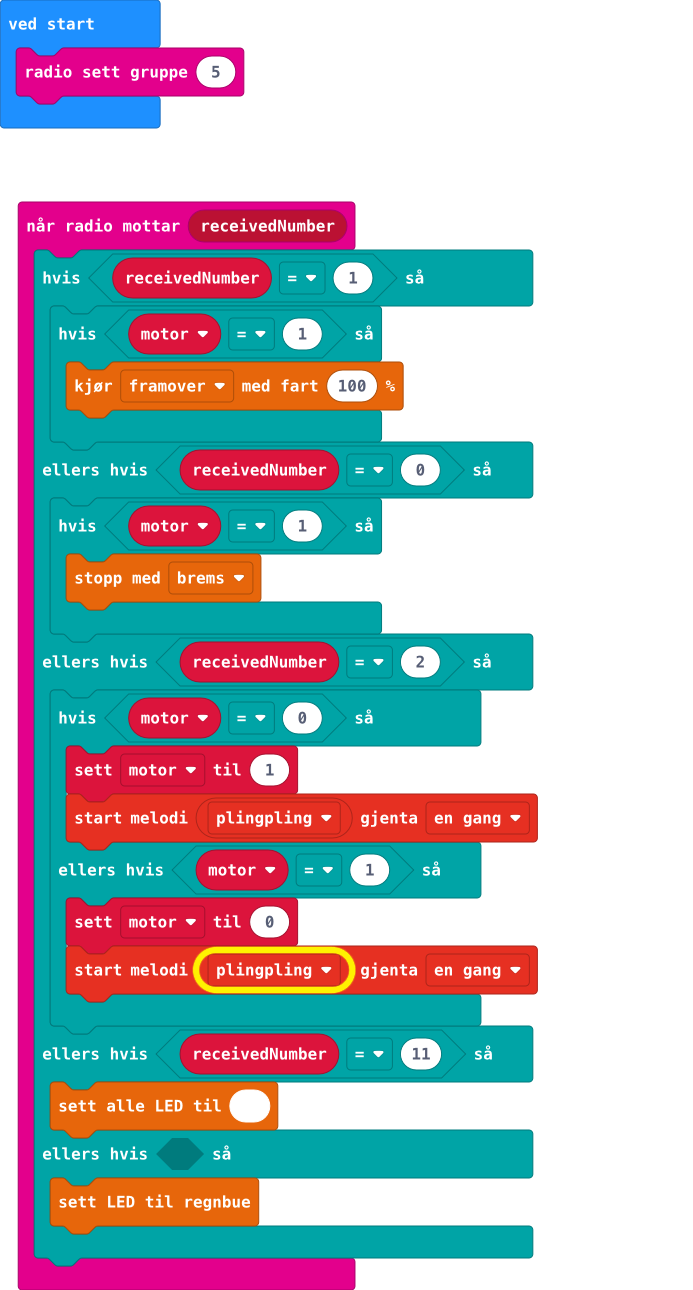 ved start
radio sett gruppe 5
når radio mottar receivedNumber
hvis receivedNumber = 1 så
hvis motor = 1 så
kjør framover med fart 100 %
ellers hvis receivedNumber = 0 så
hvis motor = 1 så
stopp med brems
ellers hvis receivedNumber = 2 så
hvis motor = 0 så
sett motor til 1
start melodi plingpling gjenta en gang
ellers hvis motor = 1 så
sett motor til 0
start melodi plingpling gjenta en gang
ellers hvis receivedNumber = 11 så
sett alle LED til
ellers hvis så
sett LED til regnbue